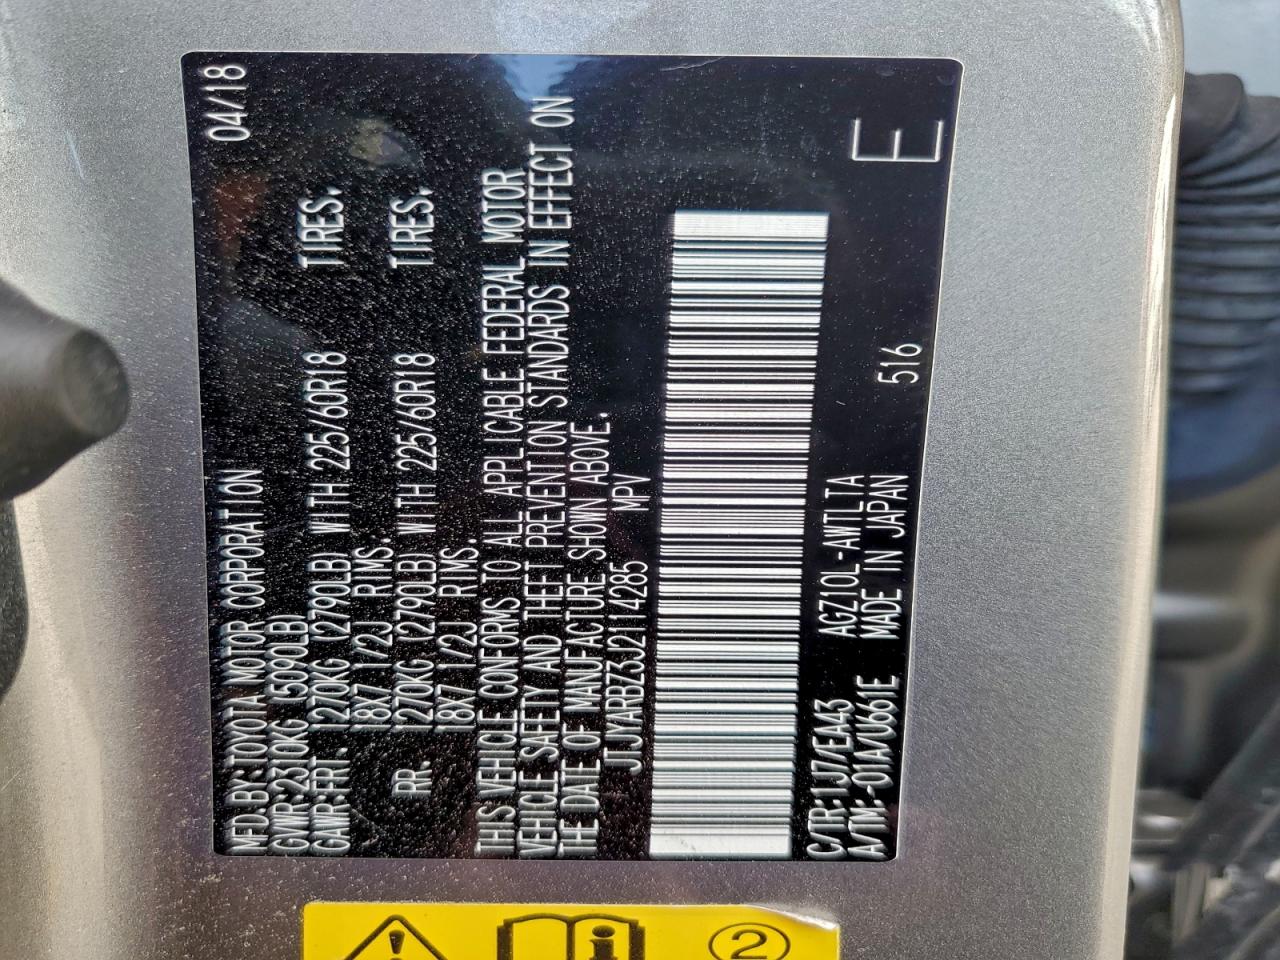 MFD BY:TOYOTA MOTOR CORPORATION 04/18
GVWR:2310KG (5090LB)
GAWR:FRT. 1270KG (2790LB) WITH 225/60R18 TIRES,
18X7 1/2J RIMS.
RR. 1270KG (2790LB) WITH 225/60R18 TIRES,
18X7 1/2J RIMS.
THIS VEHICLE CONFORMS TO ALL APPLICABLE FEDERAL MOTOR
VEHICLE SAFETY AND THEFT PREVENTION STANDARDS IN EFFECT ON
THE DATE OF MANUFACTURE SHOWN ABOVE.
JTJYARBZ3J2114285 MPV
C/TR:1J7/EA43 AGZ10L-AWTLTA
A/TM:-01A/U661E MADE IN JAPAN 516
E
2